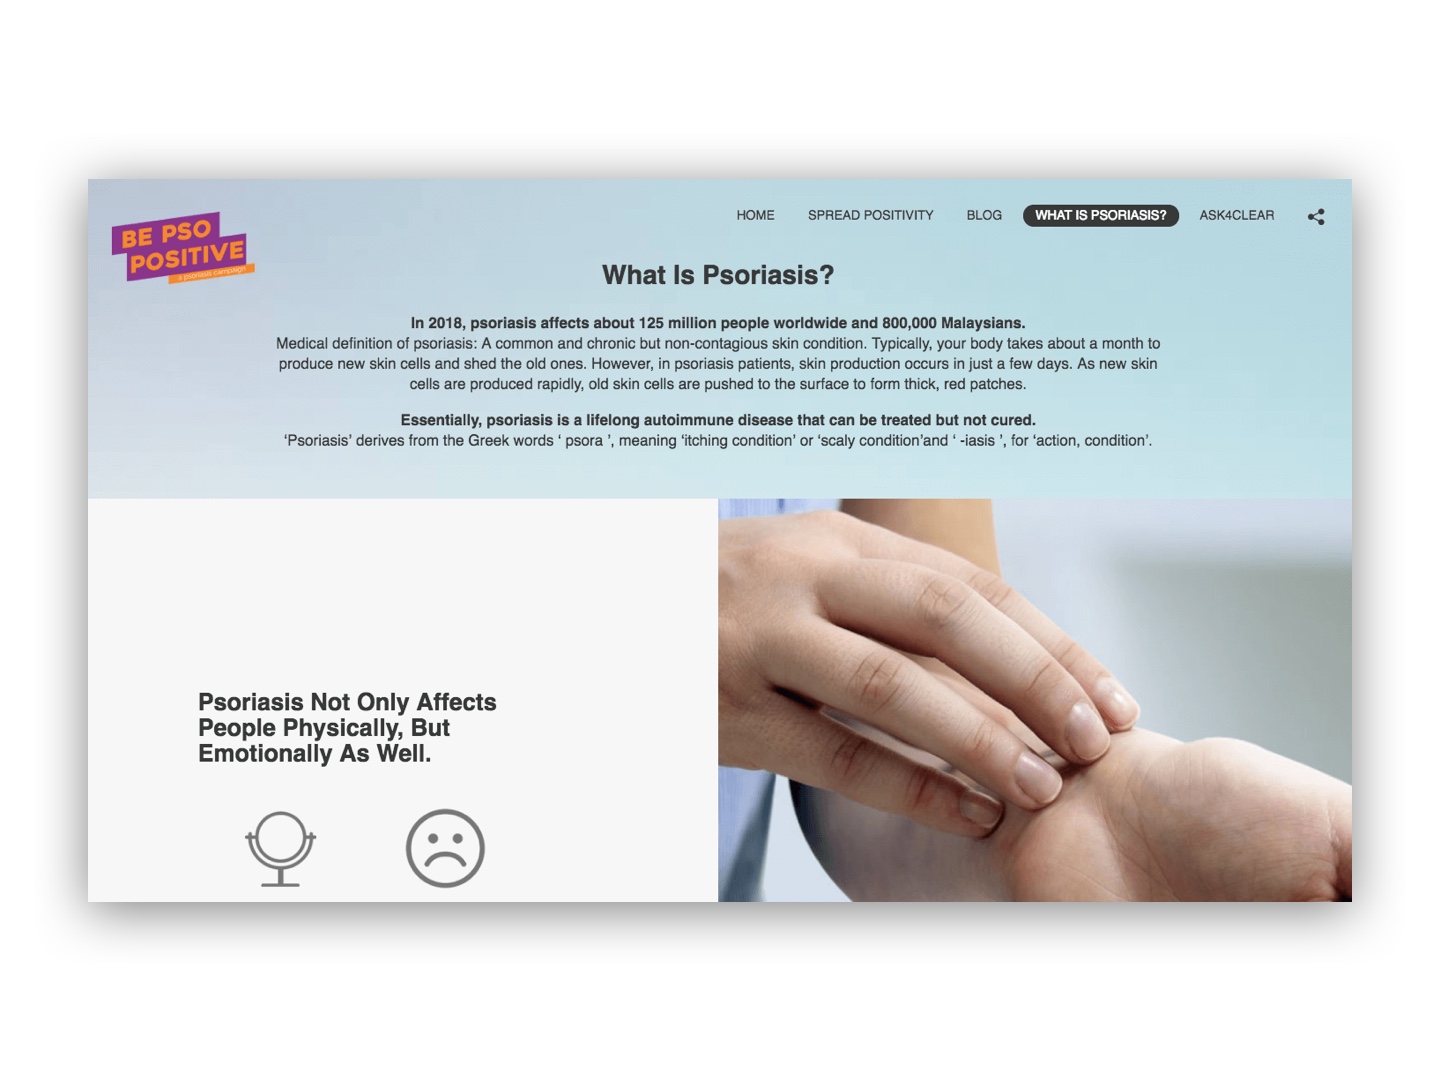 BE PSO
POSITIVE
a psoriasis campaign
HOME SPREAD POSITIVITY BLOG WHAT IS PSORIASIS? ASK4CLEAR
What Is Psoriasis?
In 2018, psoriasis affects about 125 million people worldwide and 800,000 Malaysians.
Medical definition of psoriasis: A common and chronic but non-contagious skin condition. Typically, your body takes about a month to
produce new skin cells and shed the old ones. However, in psoriasis patients, skin production occurs in just a few days. As new skin
cells are produced rapidly, old skin cells are pushed to the surface to form thick, red patches.
Essentially, psoriasis is a lifelong autoimmune disease that can be treated but not cured.
‘Psoriasis’ derives from the Greek words ‘ psora ’, meaning ‘itching condition’ or ‘scaly condition’and ‘ -iasis ’, for ‘action, condition’.
Psoriasis Not Only Affects
People Physically, But
Emotionally As Well.